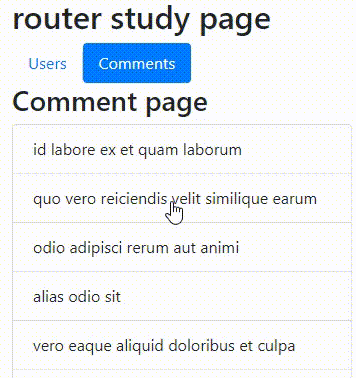 router study page
Users Comments
Comment page
id labore ex et quam laborum
quo vero reiciendis velit similique earum
odio adipisci rerum aut animi
alias odio sit
vero eaque aliquid doloribus et culpa